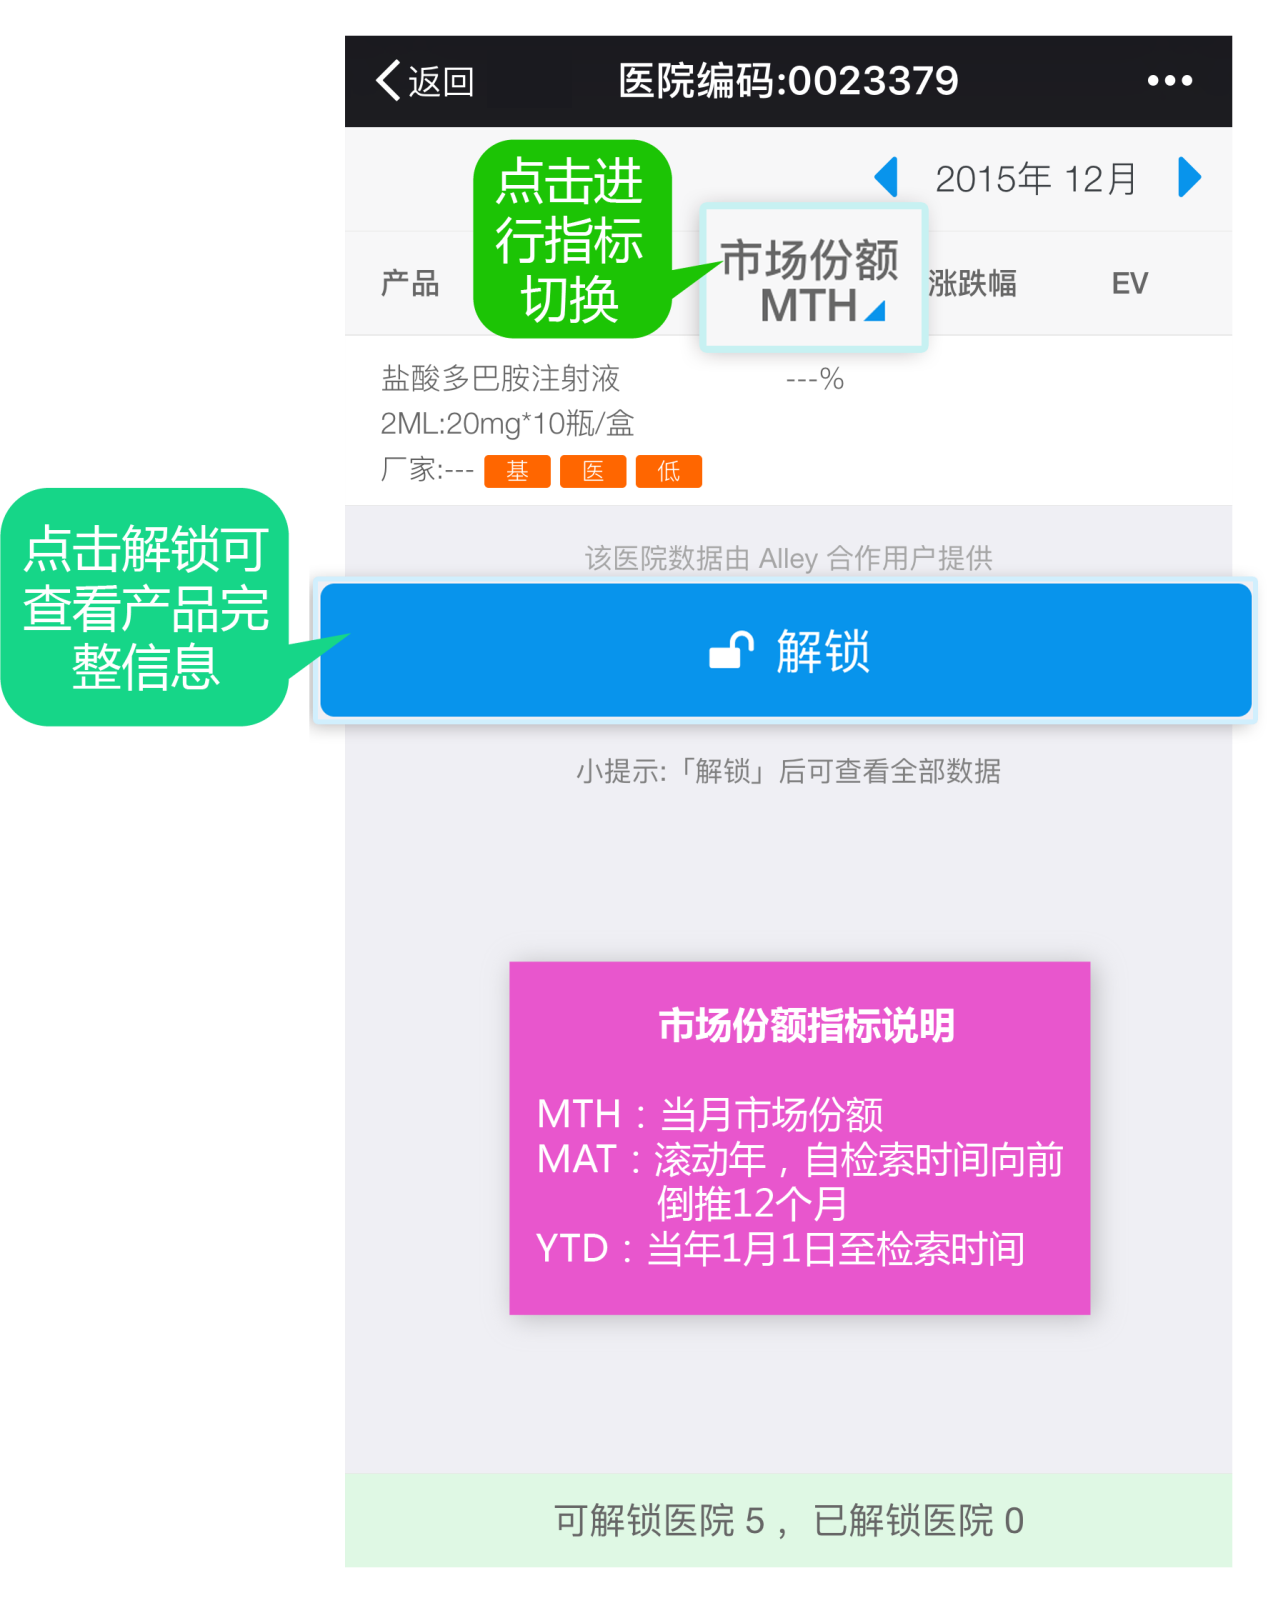 返回
医院编码:0023379
2015年 12月
点击进
行指标
切换
产品
市场份额
MTH
涨跌幅
EV
盐酸多巴胺注射液
---%
2ML:20mg*10瓶/盒
厂家:--- 基 医 低
点击解锁可
查看产品完
整信息
该医院数据由 Alley 合作用户提供
解锁
小提示:「解锁」后可查看全部数据
市场份额指标说明
MTH：当月市场份额
MAT：滚动年，自检索时间向前
倒推12个月
YTD：当年1月1日至检索时间
可解锁医院 5， 已解锁医院 0